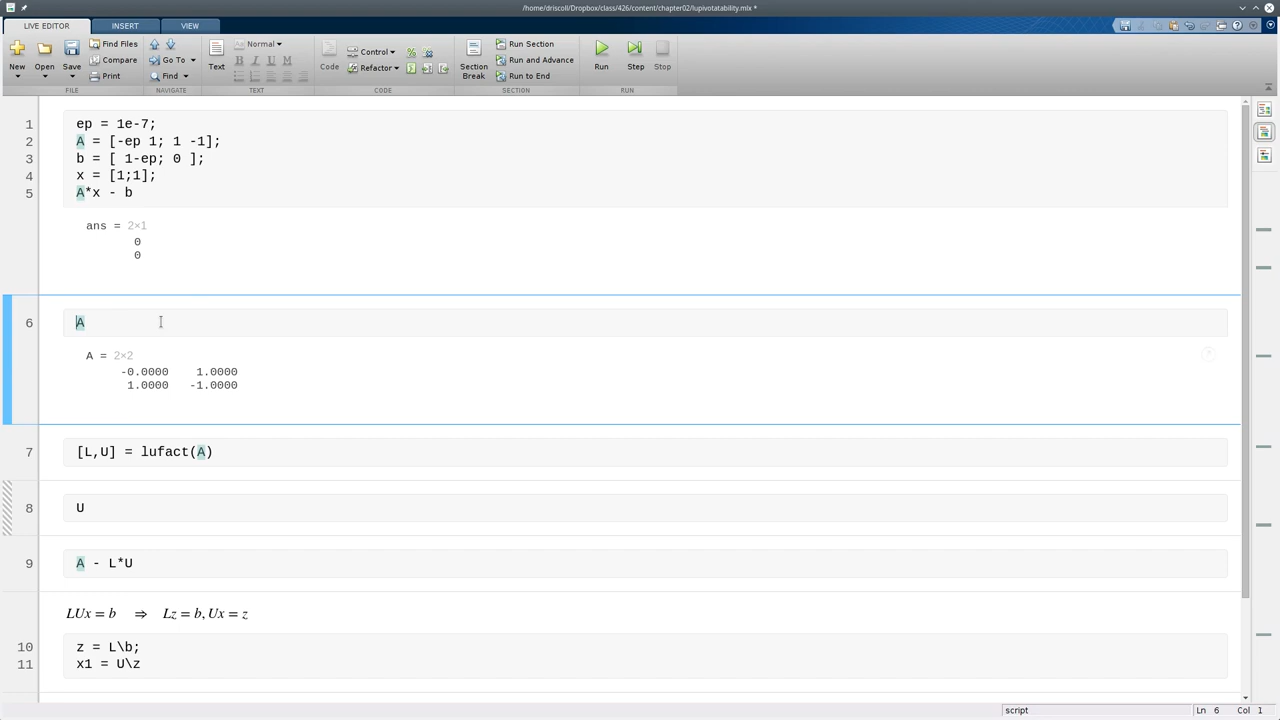 /home/driscoll/Dropbox/class/426/content/chapter02/lupivotatability.mlx *
LIVE EDITOR INSERT VIEW
New Open Save Find Files Compare Print
Go To Find
Text Normal B I U M
Code Control Refactor
Section Break Run Section Run and Advance Run to End
Run Step Stop
FILE NAVIGATE TEXT CODE SECTION RUN
1 ep = 1e-7;
2 A = [-ep 1; 1 -1];
3 b = [ 1-ep; 0 ];
4 x = [1;1];
5 A*x - b
ans = 2×1
0
0
6 A
A = 2×2
-0.0000 1.0000
1.0000 -1.0000
7 [L,U] = lufact(A)
8 U
9 A - L*U
LUx = b ⇒ Lz = b, Ux = z
10 z = L\b;
11 x1 = U\z
script Ln 6 Col 1